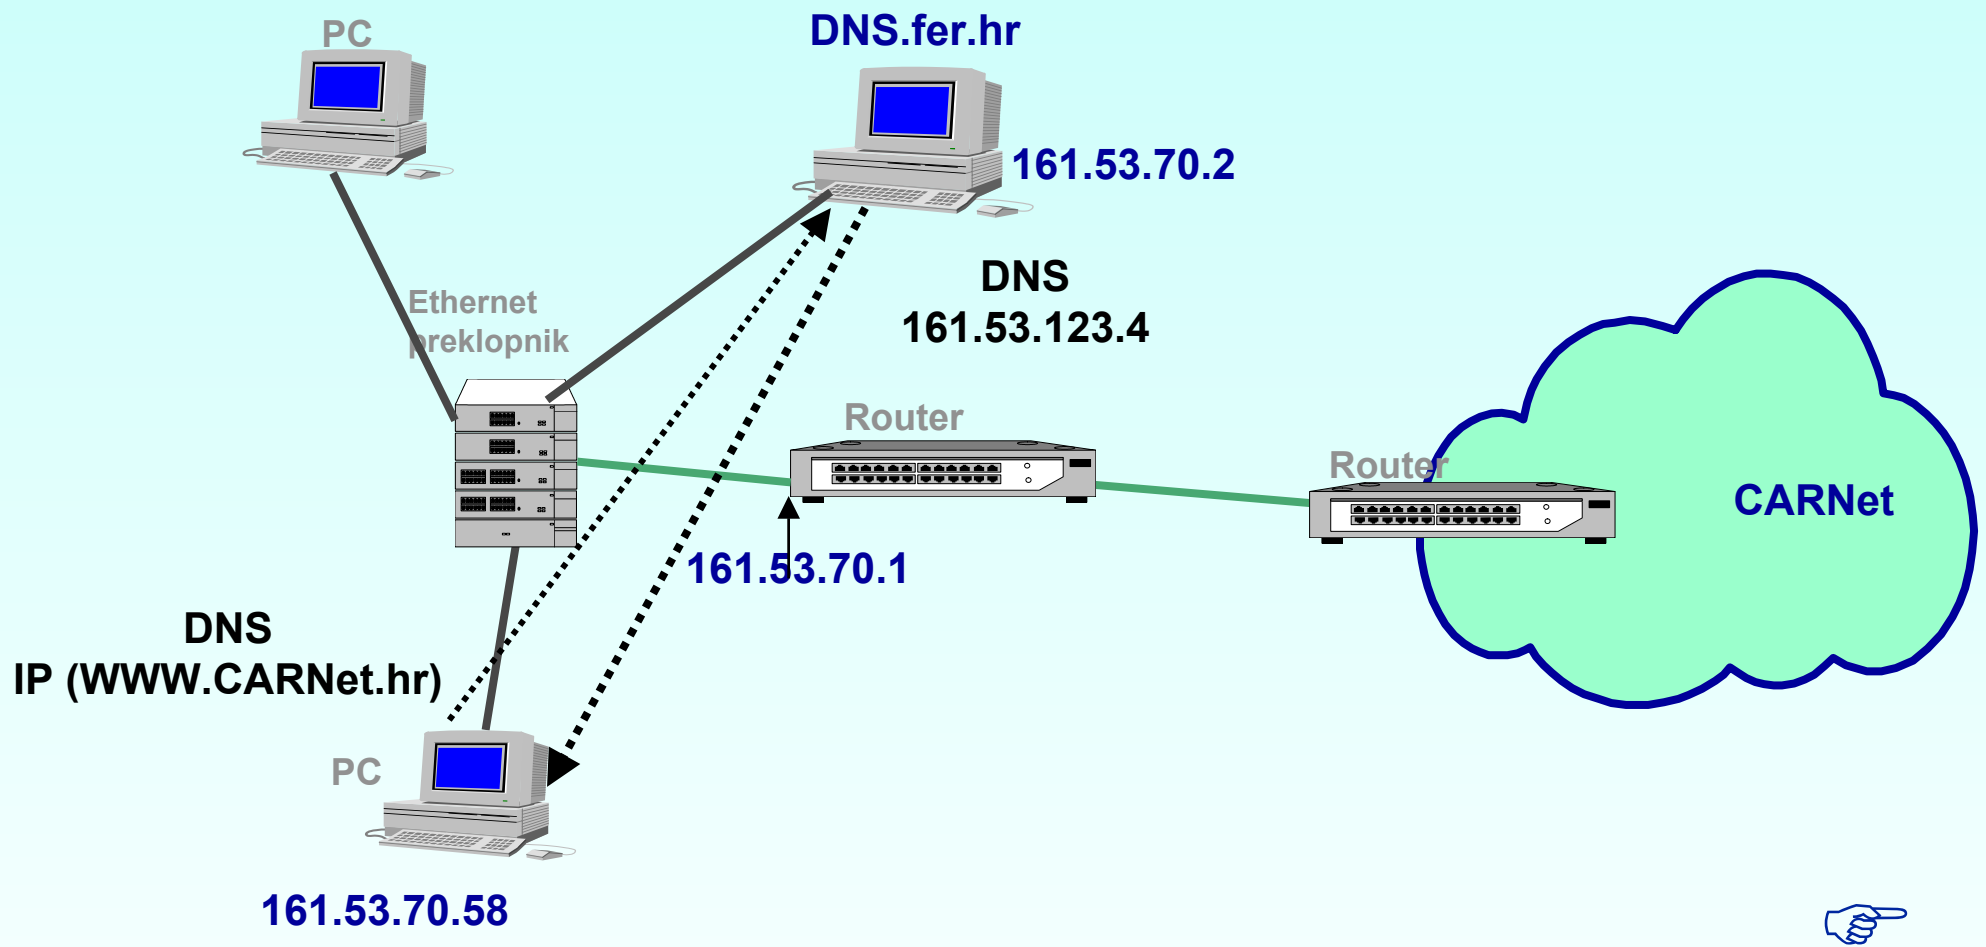 PC
DNS.fer.hr
161.53.70.2
DNS
161.53.123.4
Ethernet
preklopnik
Router
Router
CARNet
161.53.70.1
DNS
IP (WWW.CARNet.hr)
PC
161.53.70.58